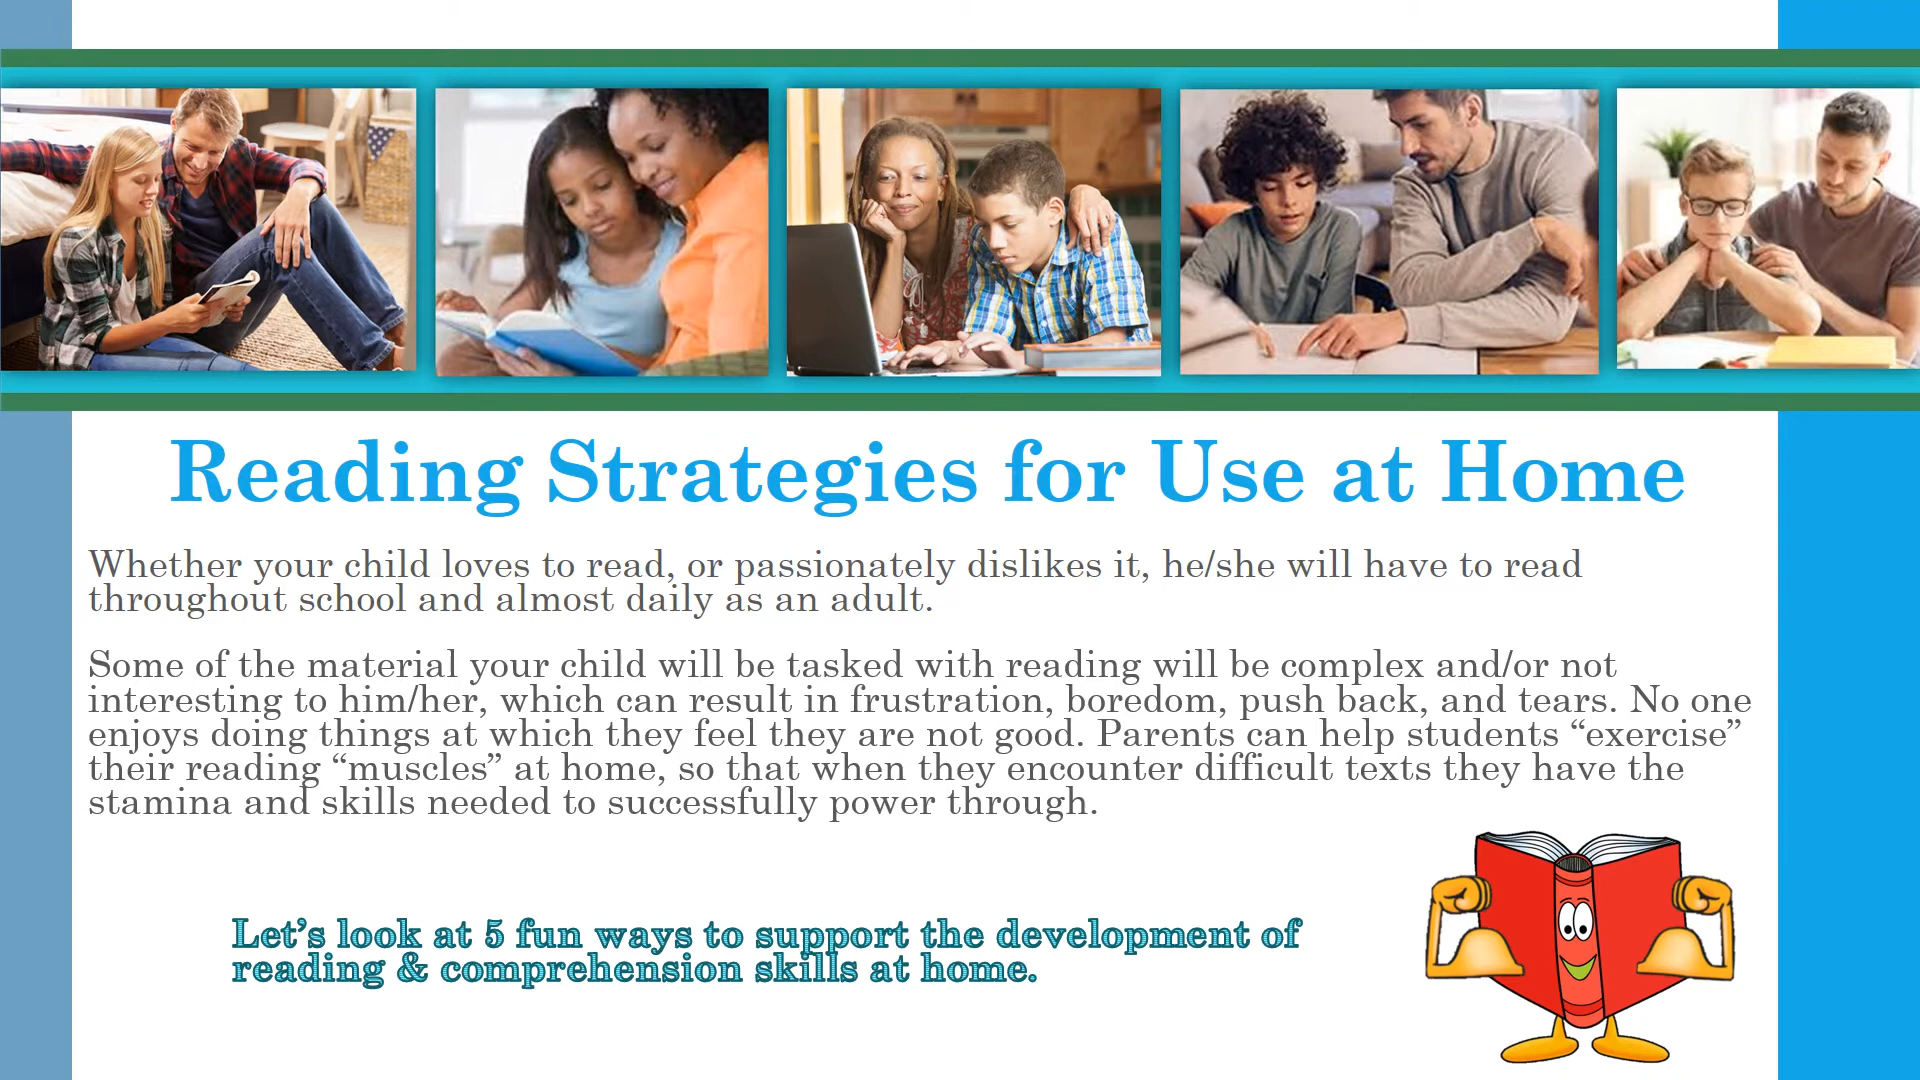 Reading Strategies for Use at Home
Whether your child loves to read, or passionately dislikes it, he/she will have to read
throughout school and almost daily as an adult.
Some of the material your child will be tasked with reading will be complex and/or not
interesting to him/her, which can result in frustration, boredom, push back, and tears. No one
enjoys doing things at which they feel they are not good. Parents can help students “exercise”
their reading “muscles” at home, so that when they encounter difficult texts they have the
stamina and skills needed to successfully power through.
Let’s look at 5 fun ways to support the development of
reading & comprehension skills at home.